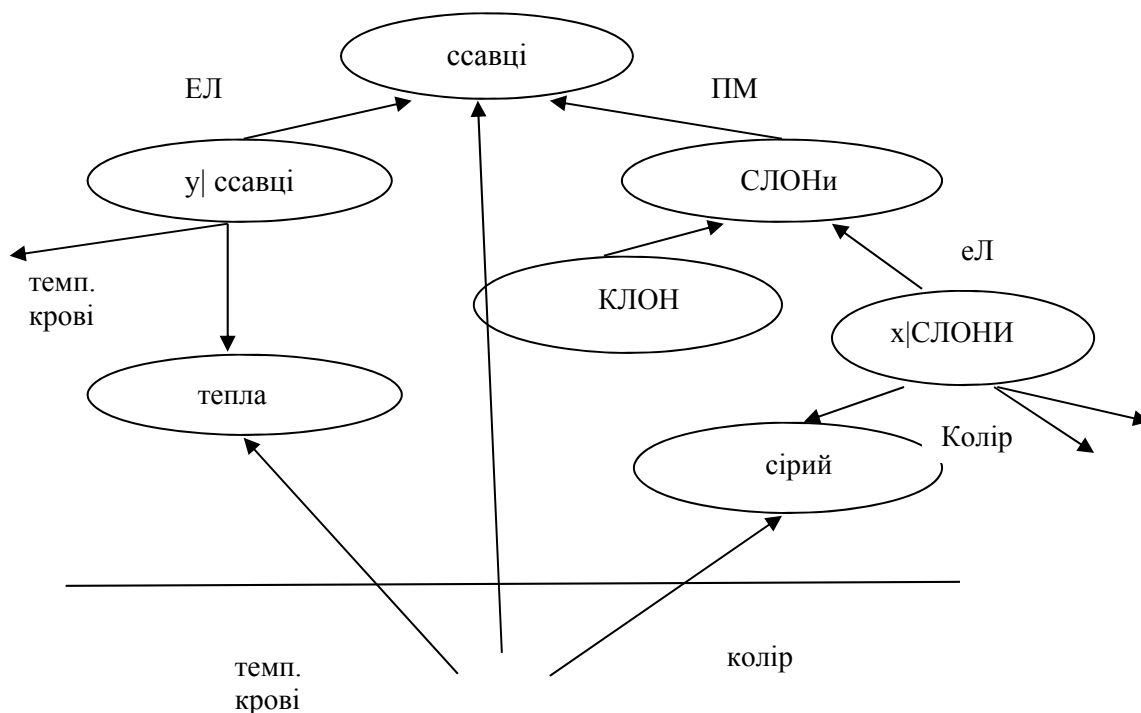 ссавці
ЕЛ
ПМ
y| ссавці
СЛОНи
еЛ
темп.
крові
КЛОН
x|СЛОНИ
тепла
Колір
сірий
темп.
крові
колір